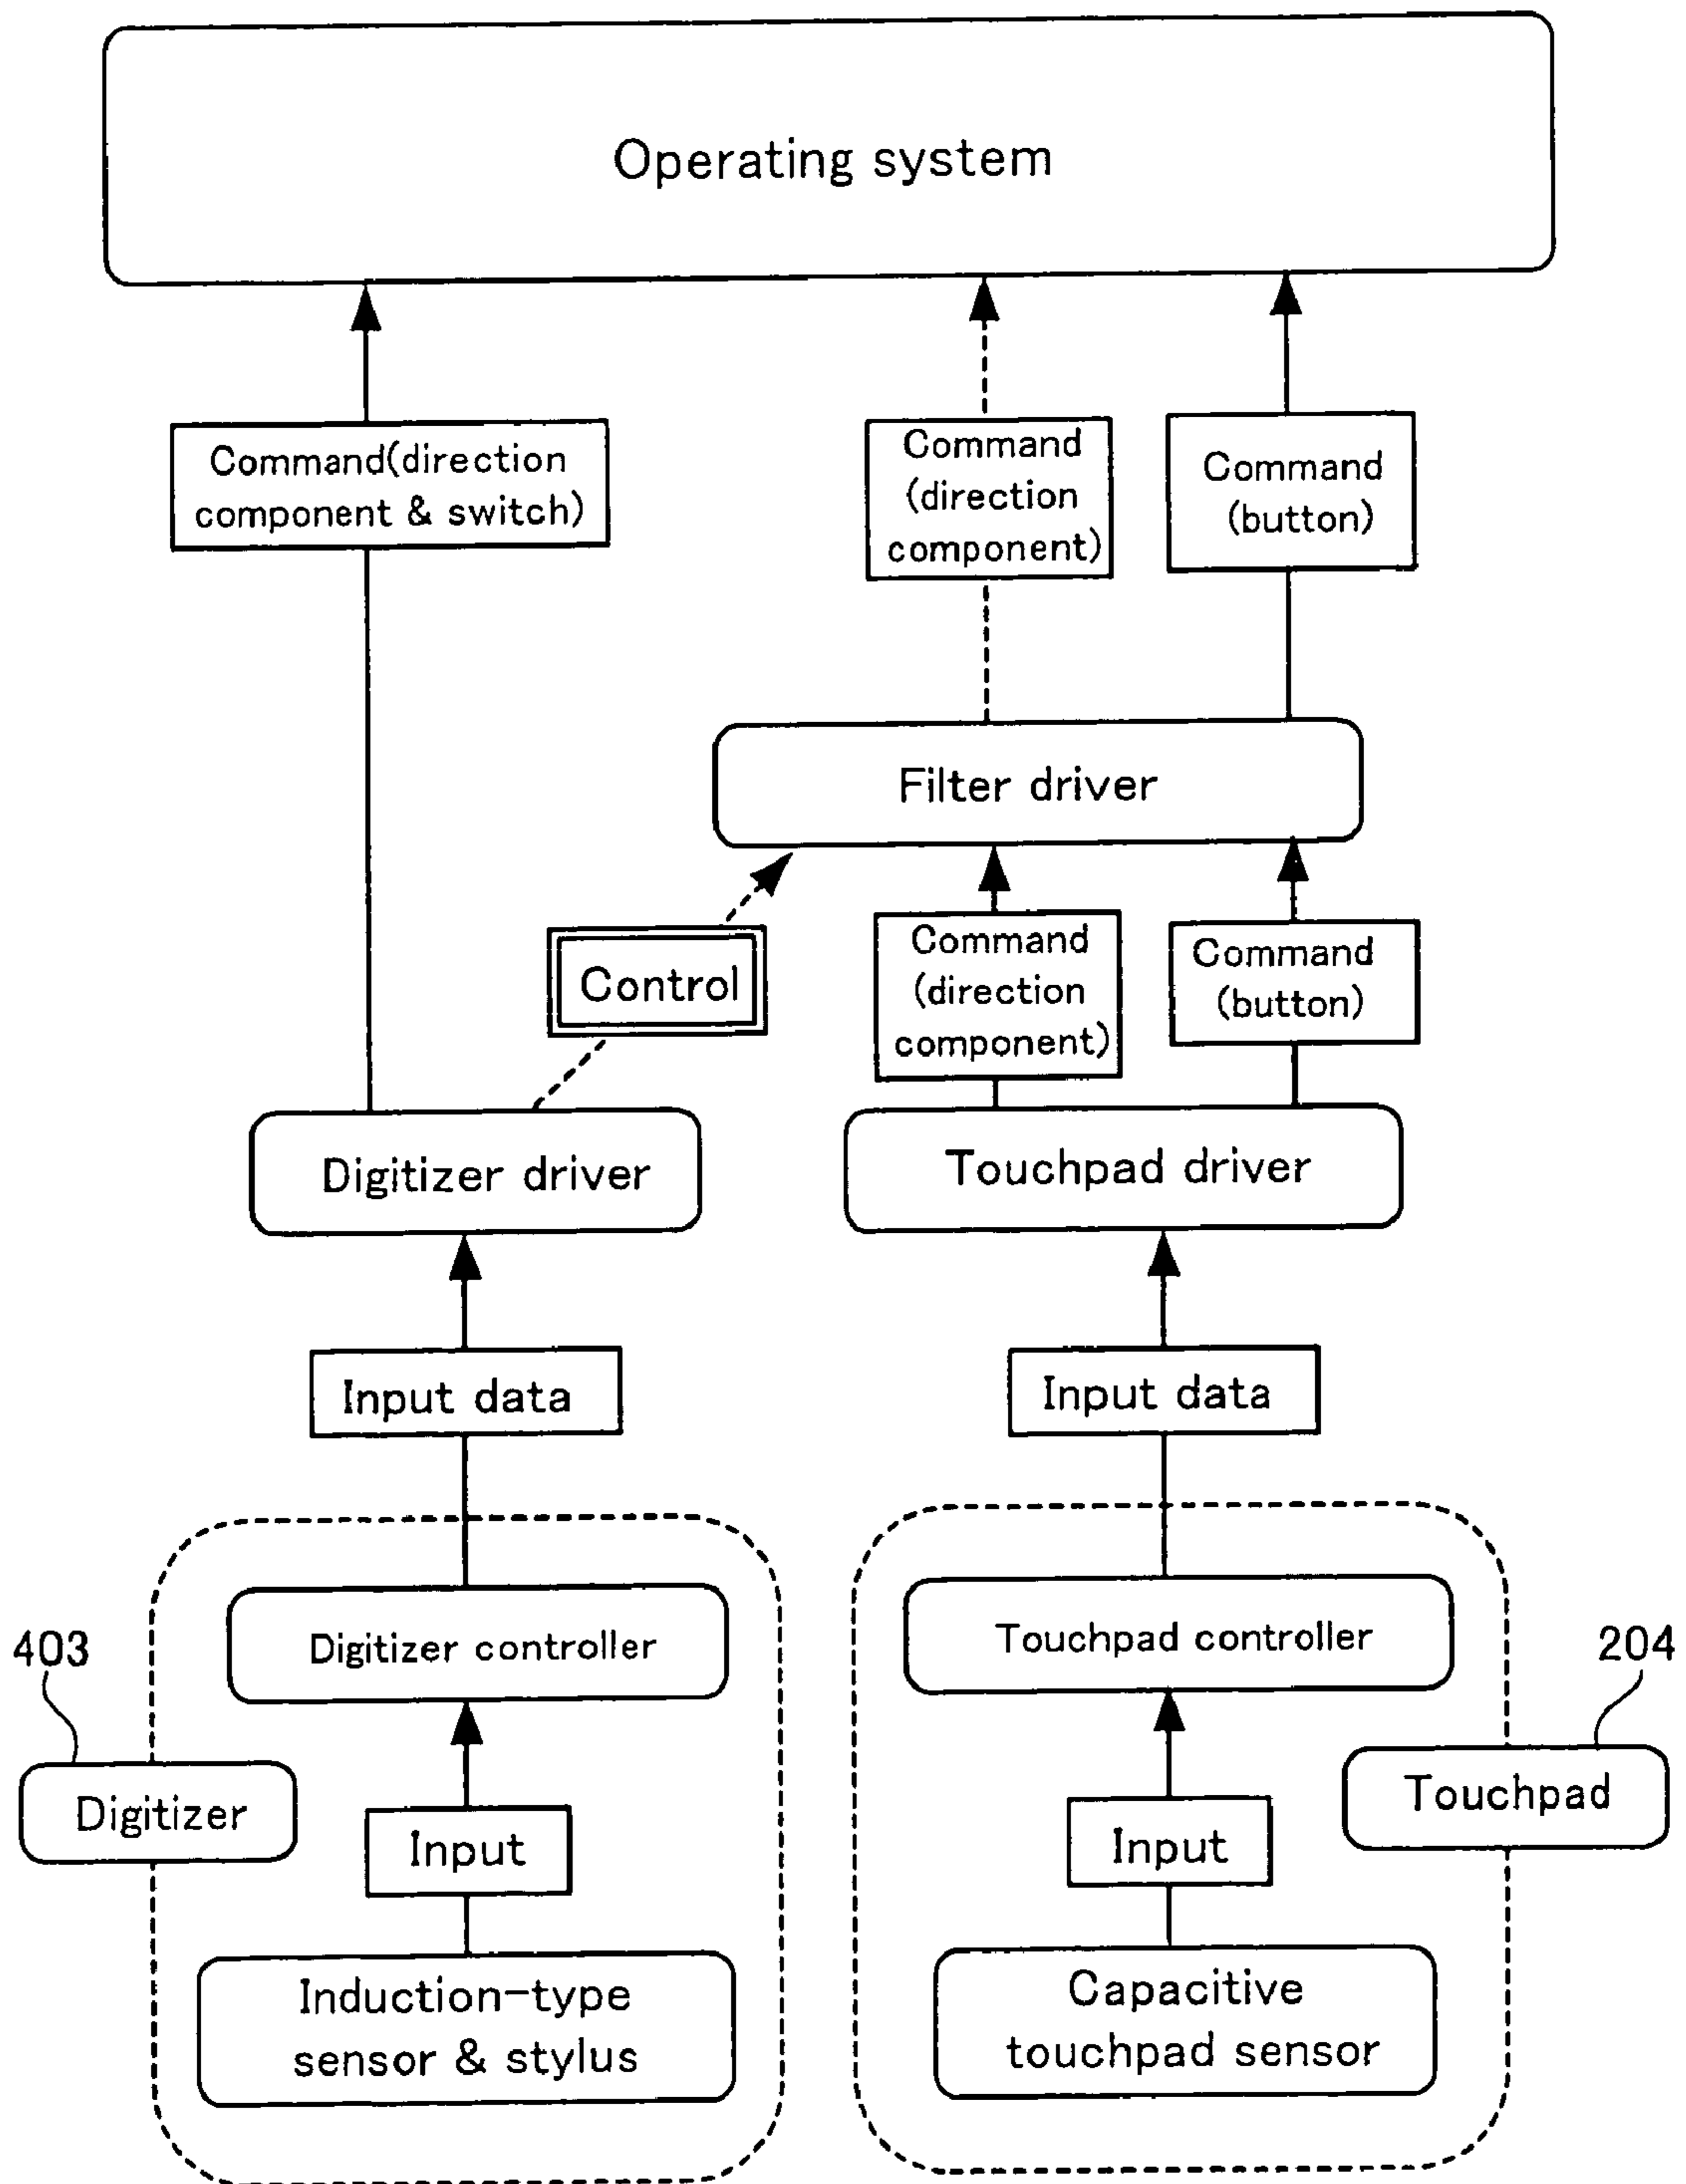 Operating system
Command(direction
component & switch)
Command
(direction
component)
Command
(button)
Filter driver
Control
Command
(direction
component)
Command
(button)
Digitizer driver
Touchpad driver
Input data
Input data
Digitizer controller
Touchpad controller
403
204
Digitizer
Touchpad
Input
Input
Induction-type
sensor & stylus
Capacitive
touchpad sensor